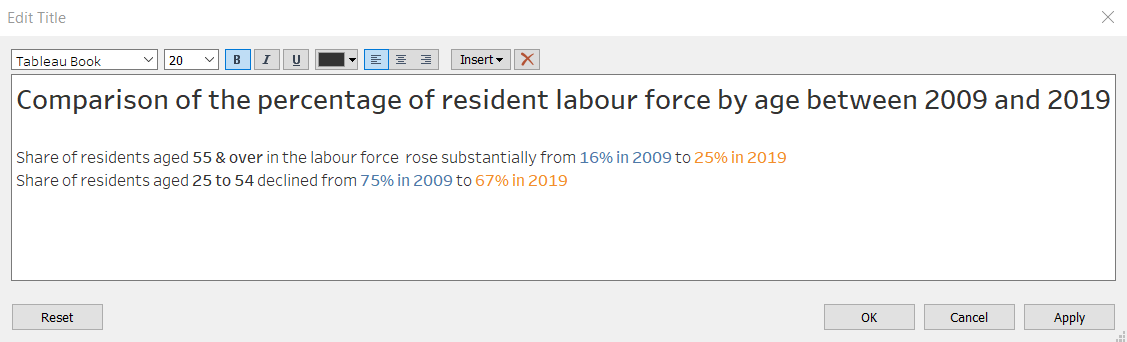 Edit Title
Tableau Book 20 B I U Insert
Comparison of the percentage of resident labour force by age between 2009 and 2019
Share of residents aged 55 & over in the labour force  rose substantially from 16% in 2009 to 25% in 2019
Share of residents aged 25 to 54 declined from 75% in 2009 to 67% in 2019
Reset OK Cancel Apply